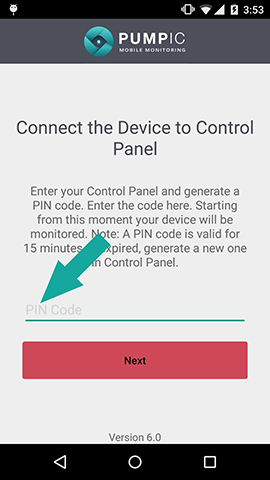 3:53
PUMPIC
MOBILE MONITORING
Connect the Device to Control
Panel
Enter your Control Panel and generate a
PIN code. Enter the code here. Starting
from this moment your device will be
monitored. Note: A PIN code is valid for
15 minutes expired, generate a new one
in Control Panel.
PIN Code
Next
Version 6.0